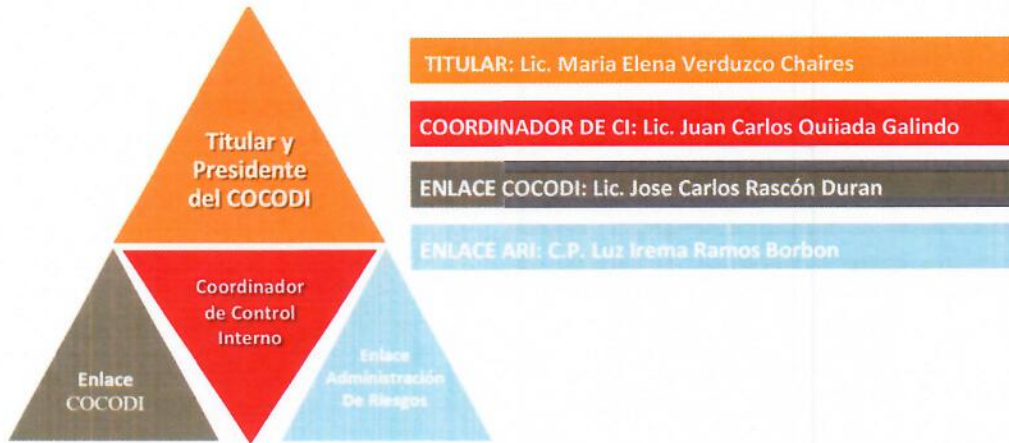 Titular y
Presidente
del COCODI
Coordinador
de Control
Interno
Enlace
COCODI
Enlace
Administración
De Riesgos
TITULAR: Lic. Maria Elena Verduzco Chaires
COORDINADOR DE CI: Lic. Juan Carlos Quiiada Galindo
ENLACE COCODI: Lic. Jose Carlos Rascón Duran
ENLACE ARI: C.P. Luz Irema Ramos Borbon